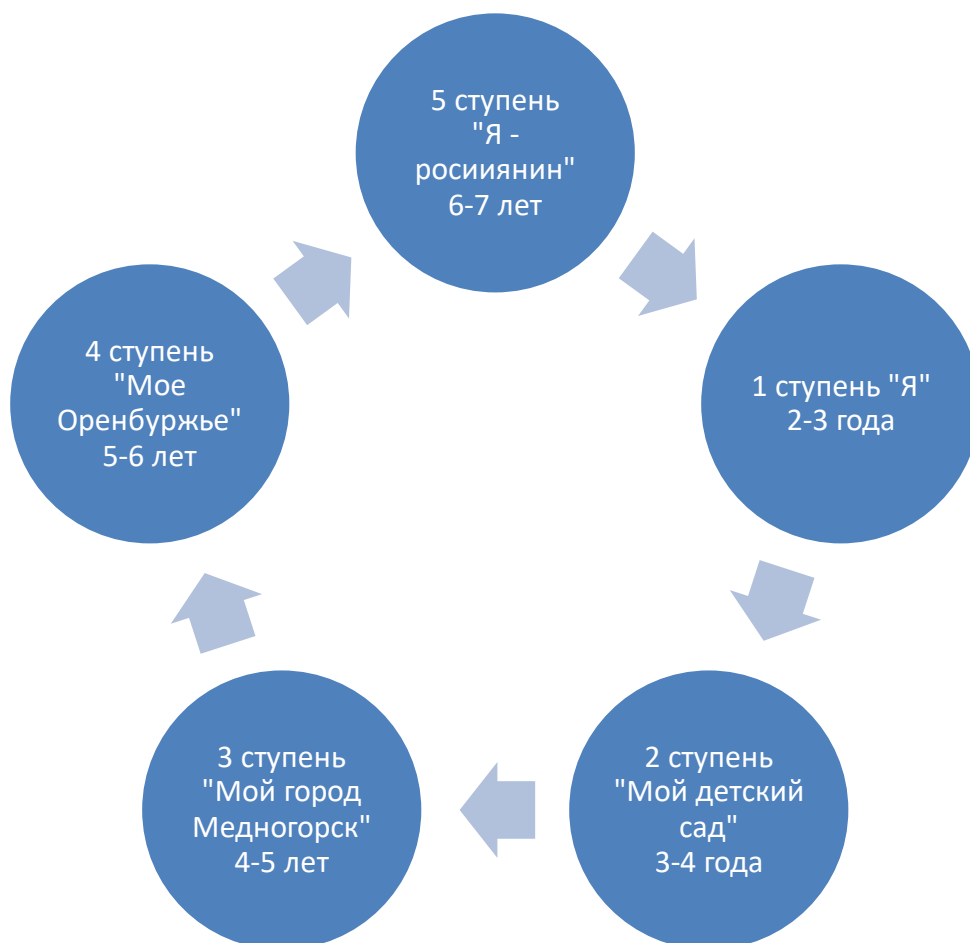 5 ступень
"Я -
росииянин"
6-7 лет
1 ступень "Я"
2-3 года
2 ступень
"Мой детский
сад"
3-4 года
3 ступень
"Мой город
Медногорск"
4-5 лет
4 ступень
"Мое
Оренбуржье"
5-6 лет